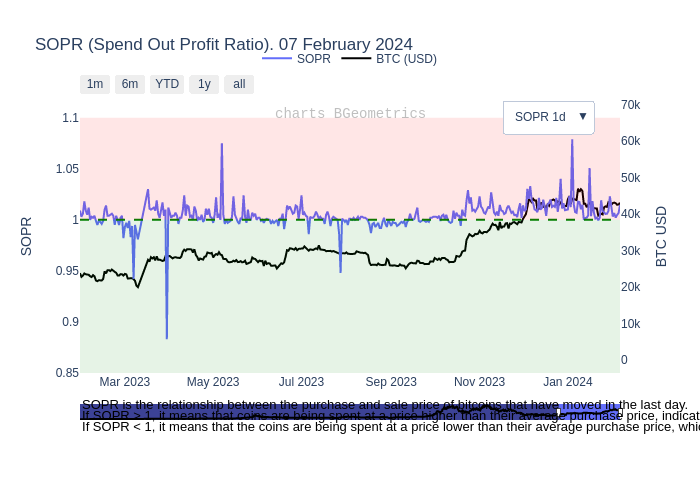 SOPR (Spend Out Profit Ratio). 07 February 2024
SOPR BTC (USD)
1m 6m YTD 1y all
charts BGeometrics
SOPR 1d ▼
1.1
1.05
1
0.95
0.9
0.85
SOPR
70k
60k
50k
40k
30k
20k
10k
0
BTC USD
Mar 2023 May 2023 Jul 2023 Sep 2023 Nov 2023 Jan 2024
SOPR is the relationship between the purchase and sale price of bitcoins that have moved in the last day.
If SOPR > 1, it means that coins are being spent at a price higher than their average purchase price, indicat
If SOPR < 1, it means that the coins are being spent at a price lower than their average purchase price, whic